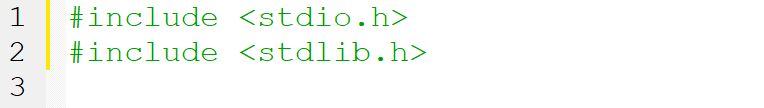 1 #include <stdio.h>
2 #include <stdlib.h>
3